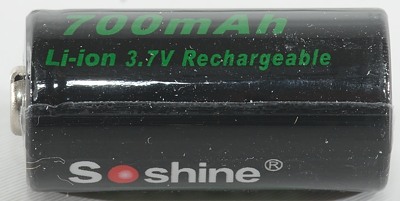 700mAh
Li-ion 3.7V Rechargeable
Soshine®